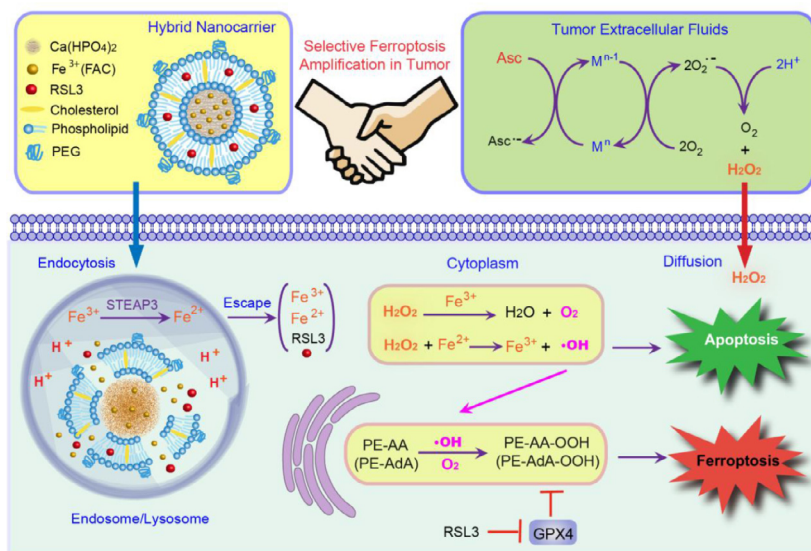 Hybrid Nanocarrier
Ca(HPO4)2
Fe3+(FAC)
RSL3
Cholesterol
Phospholipid
PEG
Selective Ferroptosis
Amplification in Tumor
Tumor Extracellular Fluids
Asc
Mn-1
2O2·-
2H+
Asc·-
Mn
2O2
O2
+
H2O2
Endocytosis
Cytoplasm
Diffusion
H2O2
Fe3+
STEAP3
Fe2+
Escape
Fe3+
Fe2+
RSL3
H+
H+
H+
H+
Endosome/Lysosome
H2O2 Fe3+ H2O + O2
H2O2 + Fe2+ Fe3+ + ·OH
Apoptosis
PE-AA ·OH PE-AA-OOH
(PE-AdA) O2 (PE-AdA-OOH)
Ferroptosis
RSL3
GPX4